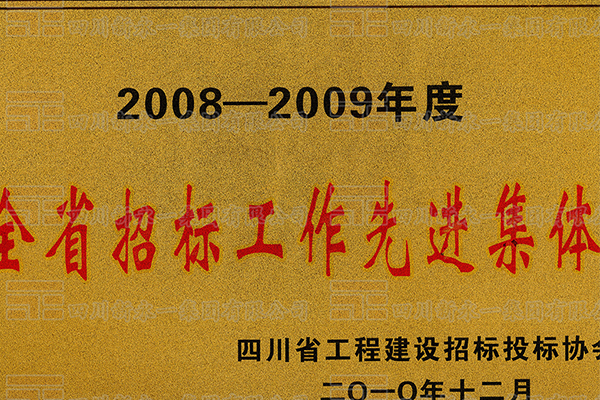 2008—2009年度
全省招标工作先进集体
四川省工程建设招标投标协会
二〇一〇年十二月